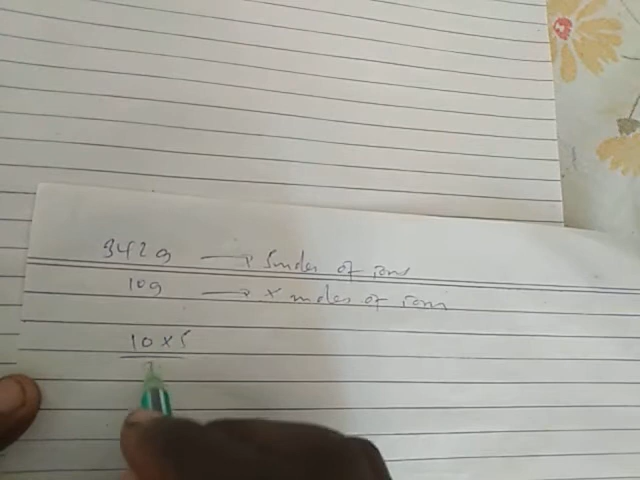 342g → 5moles of ions
10g → x moles of ions
10 x 5